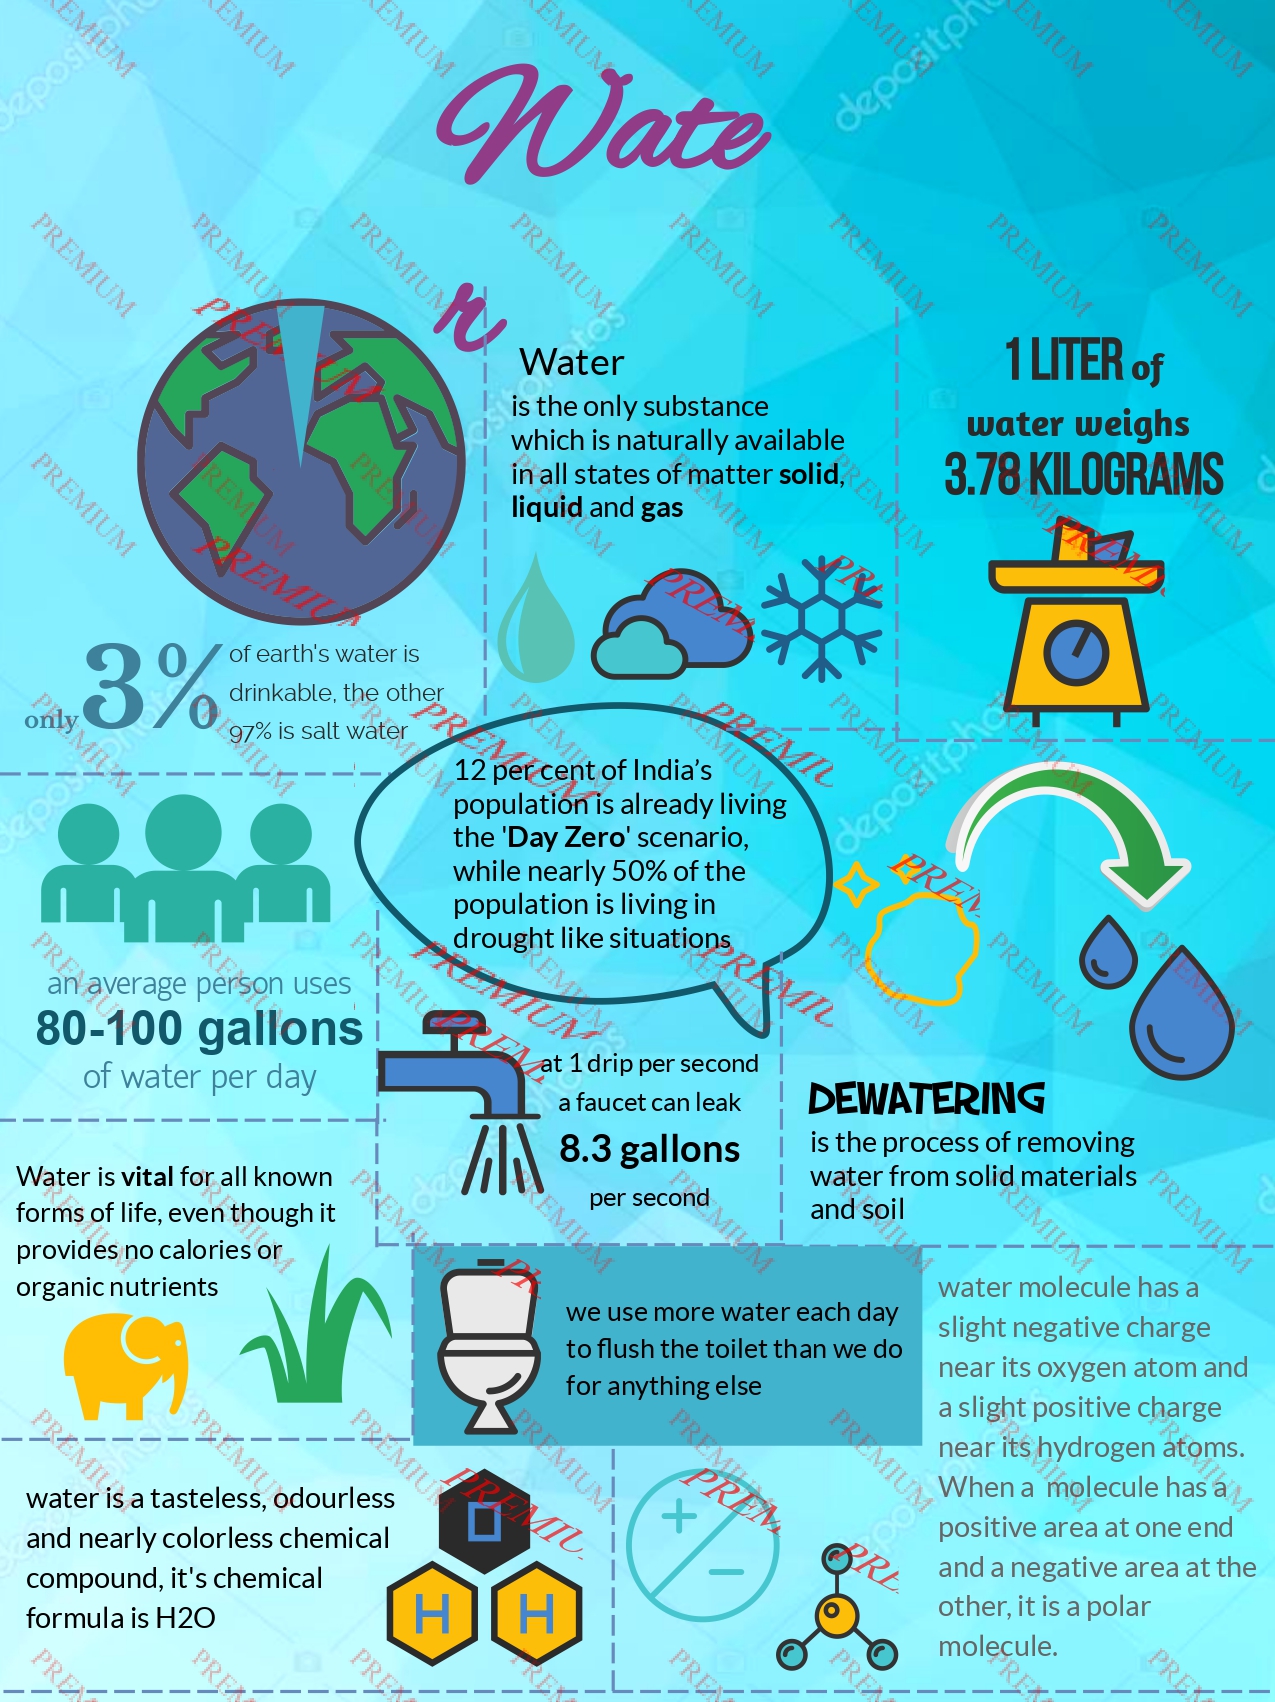 Wate
r
Water
is the only substance
which is naturally available
in all states of matter solid,
liquid and gas
1 LITER of
water weighs
3.78 KILOGRAMS
only 3% of earth's water is
drinkable, the other
97% is salt water
12 per cent of India’s
population is already living
the 'Day Zero' scenario,
while nearly 50% of the
population is living in
drought like situations
an average person uses
80-100 gallons
of water per day
at 1 drip per second
a faucet can leak
8.3 gallons
per second
DEWATERING
is the process of removing
water from solid materials
and soil
Water is vital for all known
forms of life, even though it
provides no calories or
organic nutrients
we use more water each day
to flush the toilet than we do
for anything else
water molecule has a
slight negative charge
near its oxygen atom and
a slight positive charge
near its hydrogen atoms.
When a molecule has a
positive area at one end
and a negative area at the
other, it is a polar
molecule.
water is a tasteless, odourless
and nearly colorless chemical
compound, it's chemical
formula is H2O
O
H H
+
−
PREMIUM
depositphotos